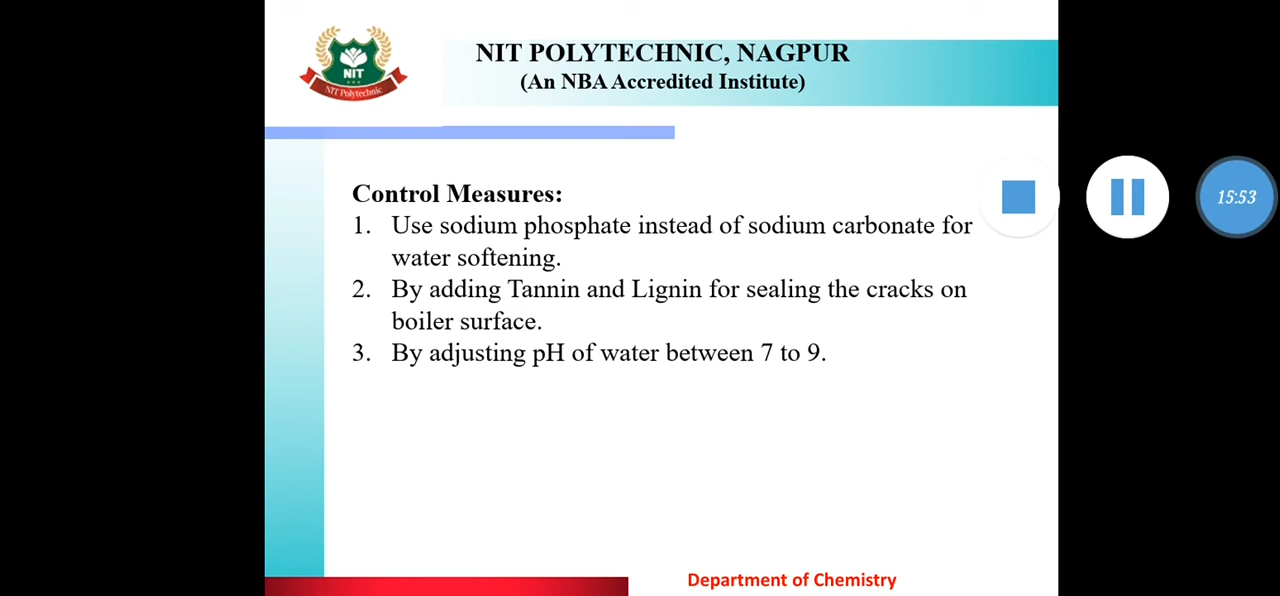 NIT POLYTECHNIC, NAGPUR
(An NBA Accredited Institute)
NIT
NIT Polytechnic
Control Measures:
1. Use sodium phosphate instead of sodium carbonate for
water softening.
2. By adding Tannin and Lignin for sealing the cracks on
boiler surface.
3. By adjusting pH of water between 7 to 9.
15:53
Department of Chemistry